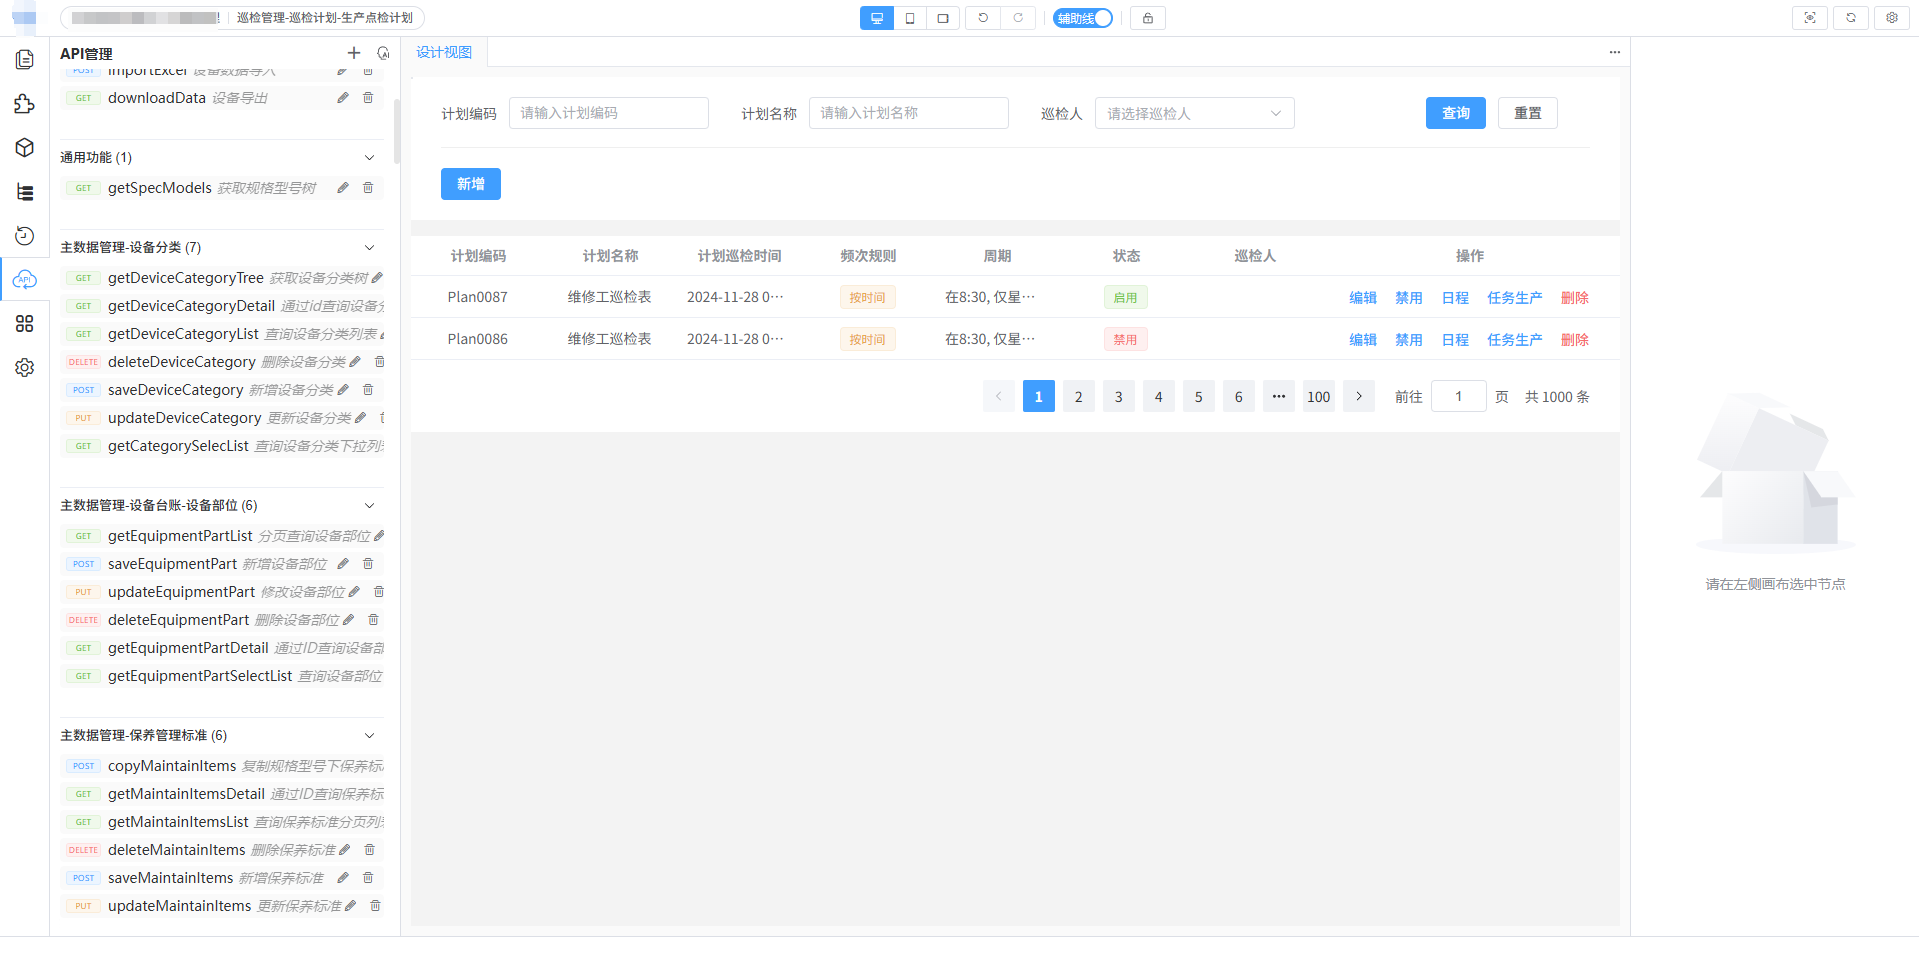 巡检管理-巡检计划-生产点检计划
辅助线
API管理
设计视图
POST importExcel 设备数据导入
GET downloadData 设备导出
通用功能 (1)
GET getSpecModels 获取规格型号树
主数据管理-设备分类 (7)
GET getDeviceCategoryTree 获取设备分类树
GET getDeviceCategoryDetail 通过id查询设备分
GET getDeviceCategoryList 查询设备分类列表
DELETE deleteDeviceCategory 删除设备分类
POST saveDeviceCategory 新增设备分类
PUT updateDeviceCategory 更新设备分类
GET getCategorySelecList 查询设备分类下拉列表
主数据管理-设备台账-设备部位 (6)
GET getEquipmentPartList 分页查询设备部位
POST saveEquipmentPart 新增设备部位
PUT updateEquipmentPart 修改设备部位
DELETE deleteEquipmentPart 删除设备部位
GET getEquipmentPartDetail 通过ID查询设备部
GET getEquipmentPartSelectList 查询设备部位
主数据管理-保养管理标准 (6)
POST copyMaintainItems 复制规格型号下保养标
GET getMaintainItemsDetail 通过ID查询保养标
GET getMaintainItemsList 查询保养标准分页列表
DELETE deleteMaintainItems 删除保养标准
POST saveMaintainItems 新增保养标准
PUT updateMaintainItems 更新保养标准
计划编码 请输入计划编码 计划名称 请输入计划名称 巡检人 请选择巡检人 查询 重置
新增
计划编码 计划名称 计划巡检时间 频次规则 周期 状态 巡检人 操作
Plan0087 维修工巡检表 2024-11-28 0… 按时间 在8:30, 仅星… 启用 编辑 禁用 日程 任务生产 删除
Plan0086 维修工巡检表 2024-11-28 0… 按时间 在8:30, 仅星… 禁用 编辑 禁用 日程 任务生产 删除
1 2 3 4 5 6 ••• 100 前往 1 页 共 1000 条
请在左侧画布选中节点